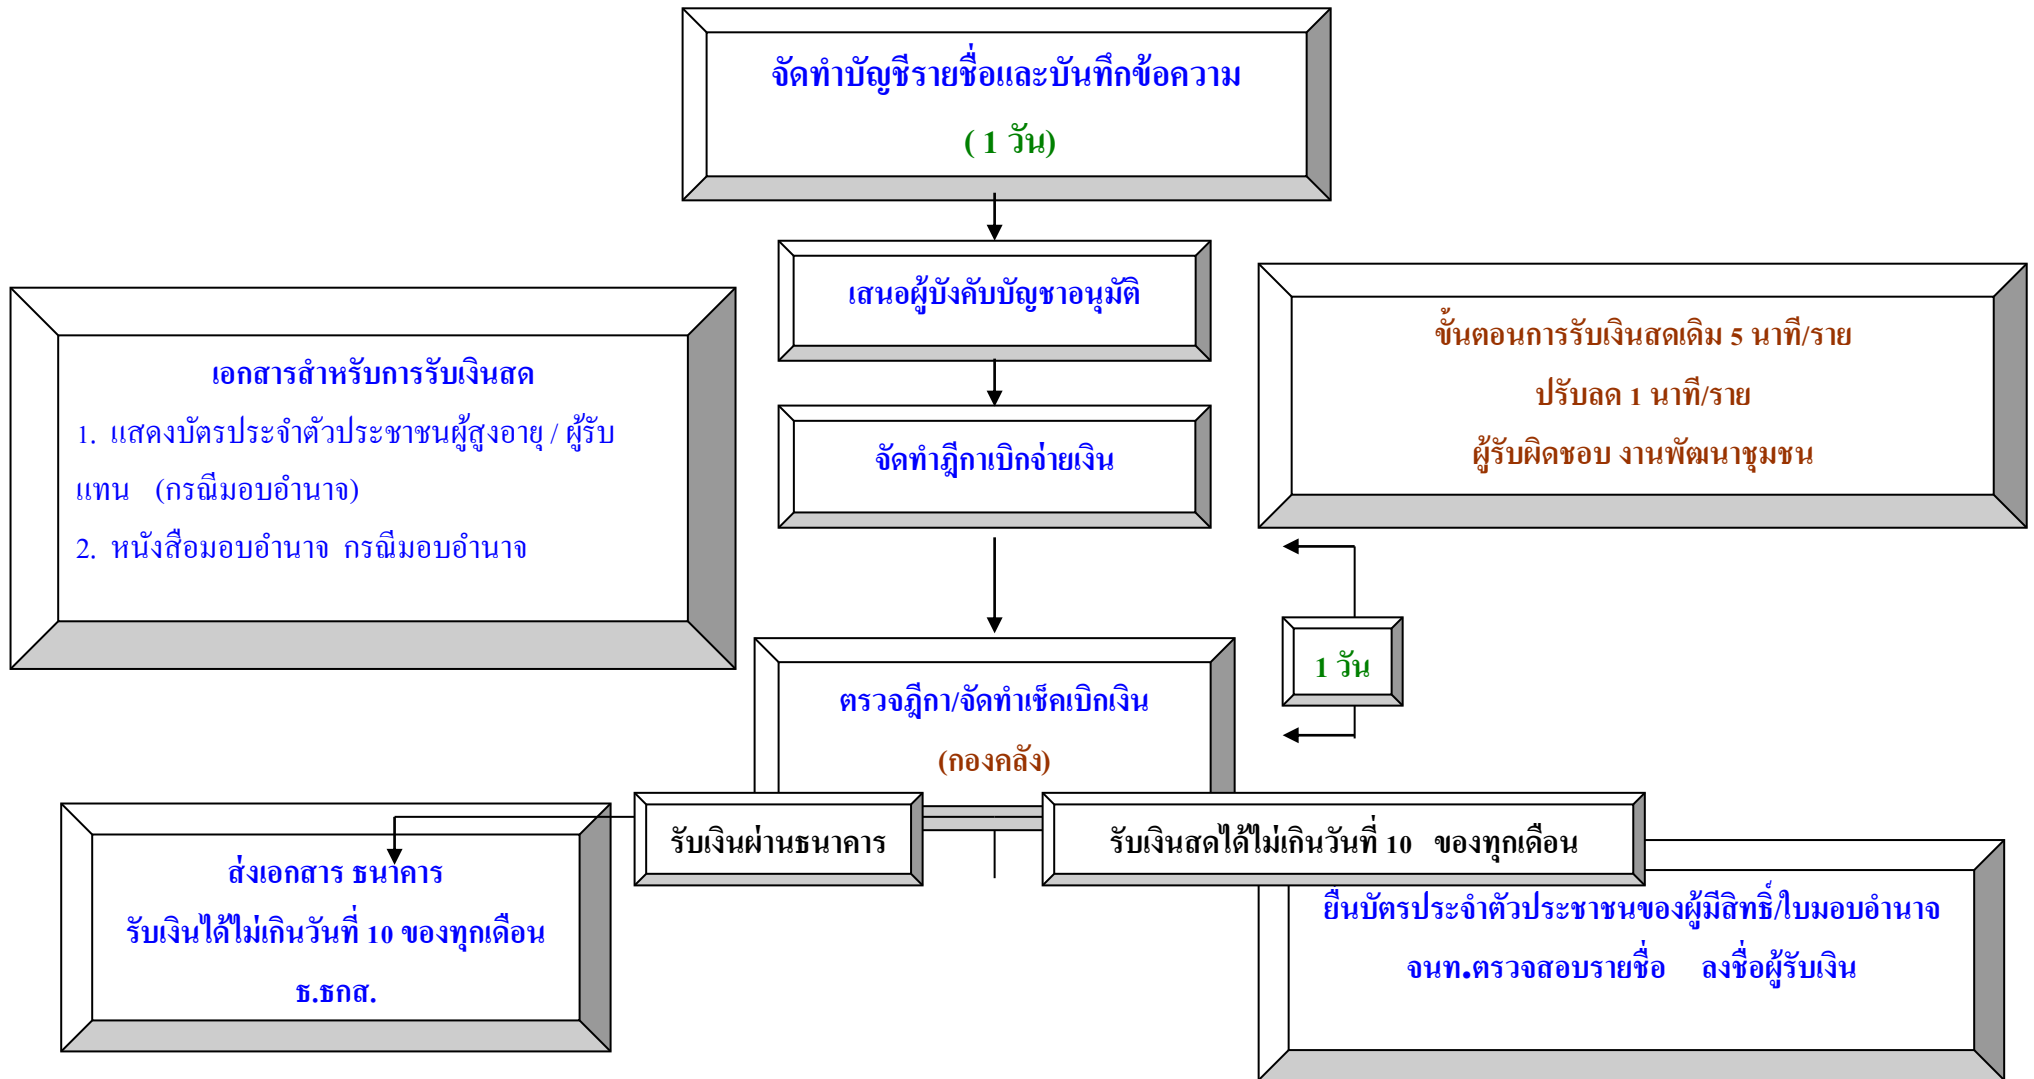 จัดทำบัญชีรายชื่อและบันทึกข้อความ
( 1 วัน)
เสนอผู้บังคับบัญชาอนุมัติ
เอกสารสำหรับการรับเงินสด
1. แสดงบัตรประจำตัวประชาชนผู้สูงอายุ / ผู้รับ
แทน (กรณีมอบอำนาจ)
2. หนังสือมอบอำนาจ กรณีมอบอำนาจ
จัดทำฎีกาเบิกจ่ายเงิน
ขั้นตอนการรับเงินสดเดิม 5 นาที/ราย
ปรับลด 1 นาที/ราย
ผู้รับผิดชอบ งานพัฒนาชุมชน
1 วัน
ตรวจฎีกา/จัดทำเช็คเบิกเงิน
(กองคลัง)
รับเงินผ่านธนาคาร
รับเงินสดได้ไม่เกินวันที่ 10 ของทุกเดือน
ส่งเอกสาร ธนาคาร
รับเงินได้ไม่เกินวันที่ 10 ของทุกเดือน
ธ.ธกส.
ยื่นบัตรประจำตัวประชาชนของผู้มีสิทธิ์/ใบมอบอำนาจ
จนท.ตรวจสอบรายชื่อ ลงชื่อผู้รับเงิน